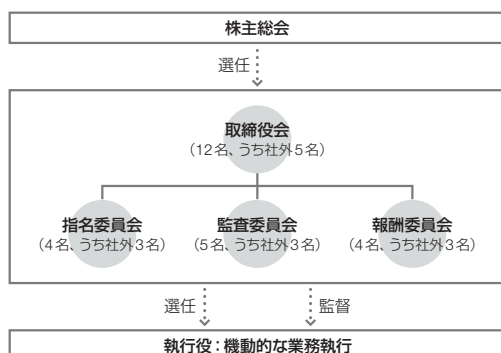 株主総会
選任
取締役会
（12名、うち社外5名）
指名委員会
（4名、うち社外3名）
監査委員会
（5名、うち社外3名）
報酬委員会
（4名、うち社外3名）
選任
監督
執行役：機動的な業務執行